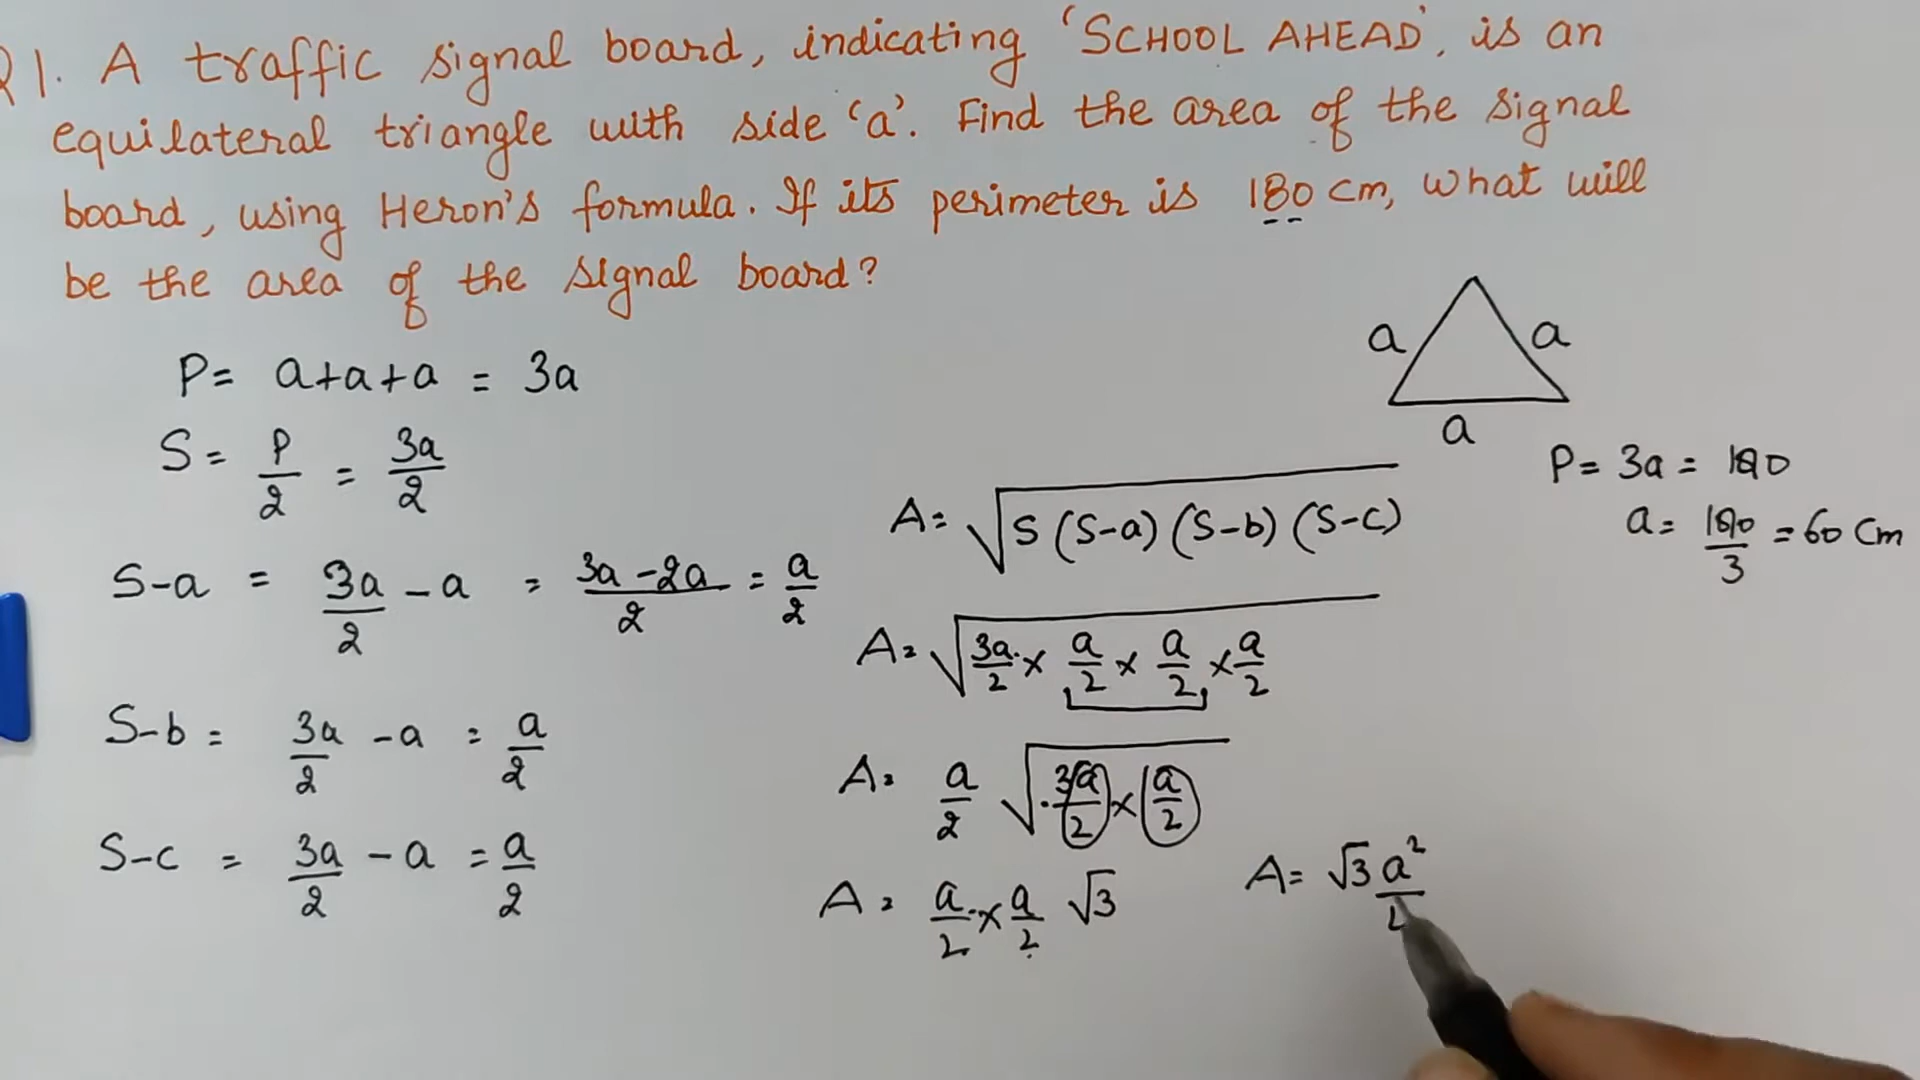 Q1. A traffic signal board, indicating 'SCHOOL AHEAD', is an
equilateral triangle with side 'a'. Find the area of the signal
board, using Heron's formula. If its perimeter is 180 cm, what will
be the area of the signal board?
P = a+a+a = 3a
S = P/2 = 3a/2
S-a = 3a/2 - a = 3a-2a/2 = a/2
S-b = 3a/2 - a = a/2
S-c = 3a/2 - a = a/2
A = √S(S-a)(S-b)(S-c)
A = √3a/2 × a/2 × a/2 × a/2
A = a/2 √3a/2 × a/2
A = a/2 × a/2 √3
A = √3 a²
a a
a
P = 3a = 180
a = 180/3 = 60 cm